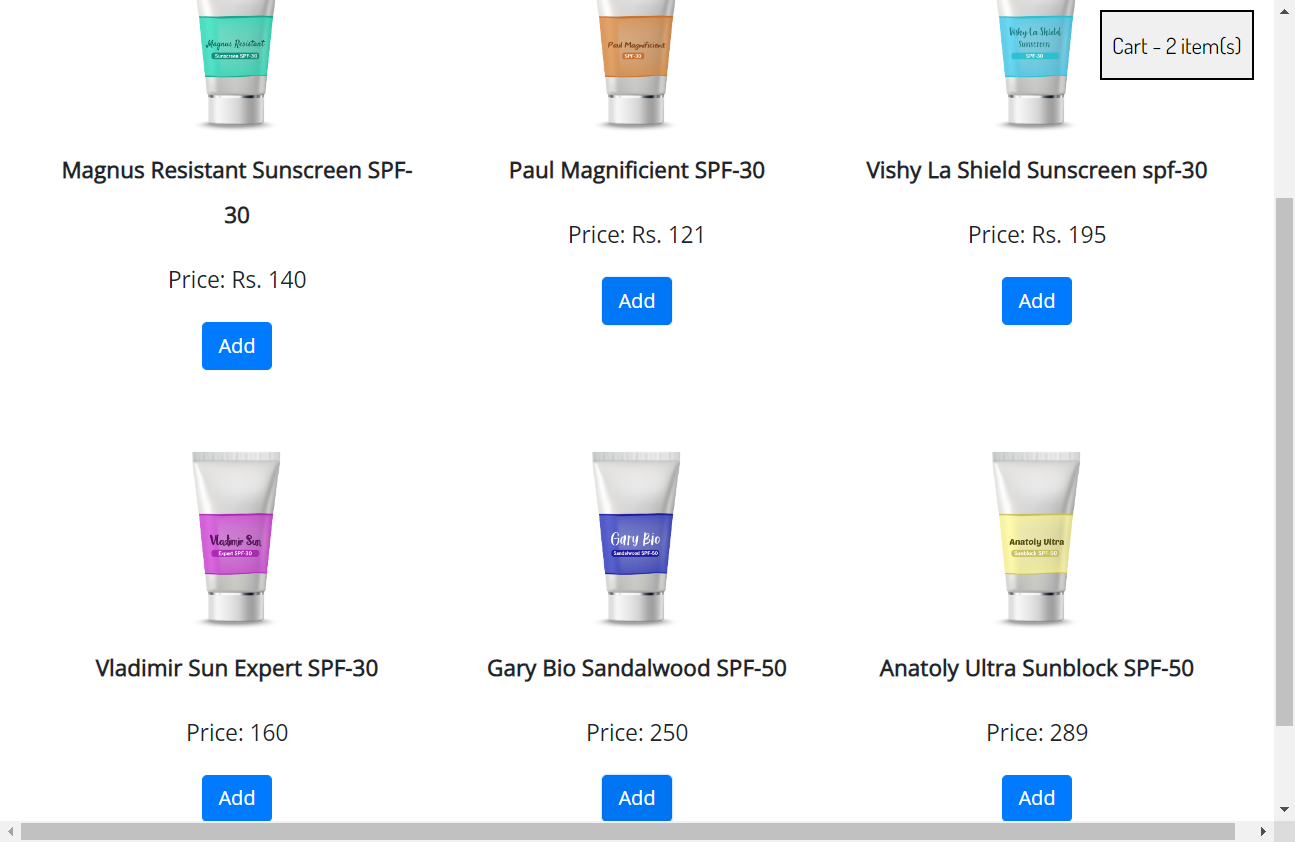 Magnus Resistant
Sunscreen SPF-30
Paul Magnificient
SPF-30
Vishy La Shield
Sunscreen
SPF-30
Cart - 2 item(s)
Magnus Resistant Sunscreen SPF-
30
Paul Magnificient SPF-30
Vishy La Shield Sunscreen spf-30
Price: Rs. 140
Price: Rs. 121
Price: Rs. 195
Add
Add
Add
Vladimir Sun
Expert SPF-30
Gary Bio
Sandalwood SPF-50
Anatoly Ultra
Sunblock SPF-50
Vladimir Sun Expert SPF-30
Gary Bio Sandalwood SPF-50
Anatoly Ultra Sunblock SPF-50
Price: 160
Price: 250
Price: 289
Add
Add
Add